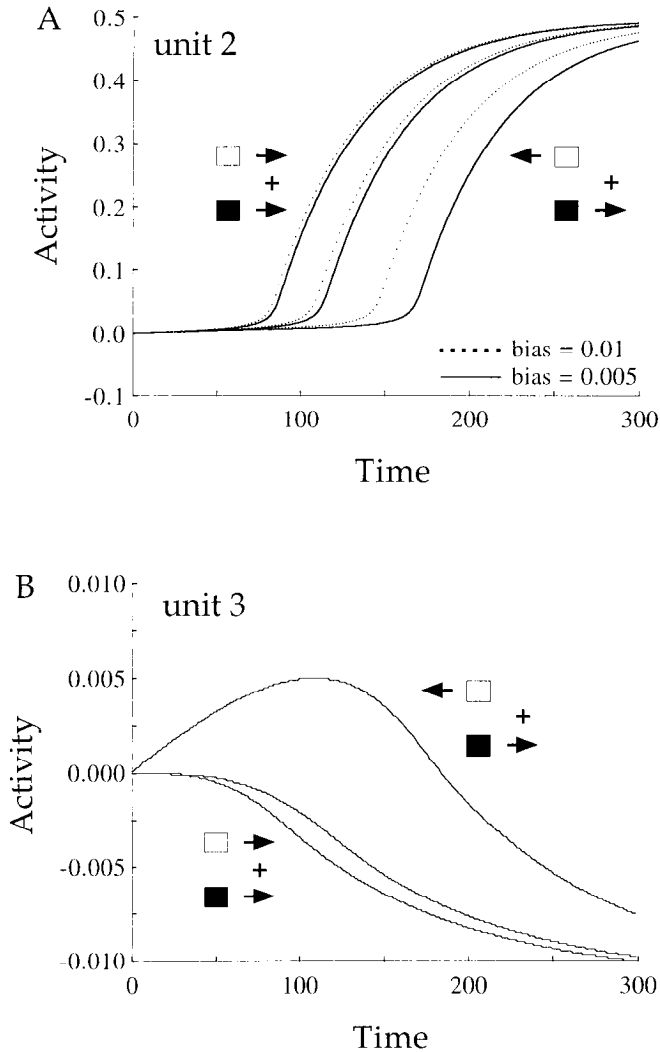 A
unit 2
0.5
0.4
0.3
0.2
0.1
0.0
-0.1
Activity
+
+
bias = 0.01
bias = 0.005
0
100
200
300
Time
B
unit 3
0.010
0.005
0.000
-0.005
-0.010
Activity
+
+
0
100
200
300
Time